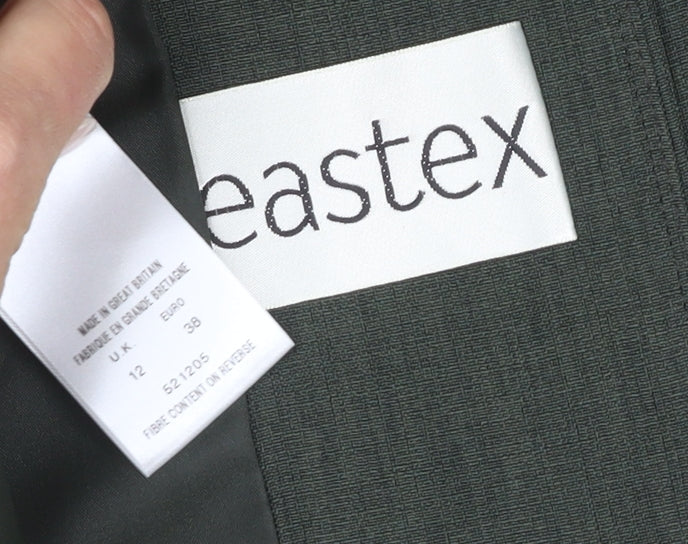 eastex
MADE IN GREAT BRITAIN
FABRIQUE EN GRANDE BRETAGNE
U.K. EURO
12 38
521205
FIBRE CONTENT ON REVERSE